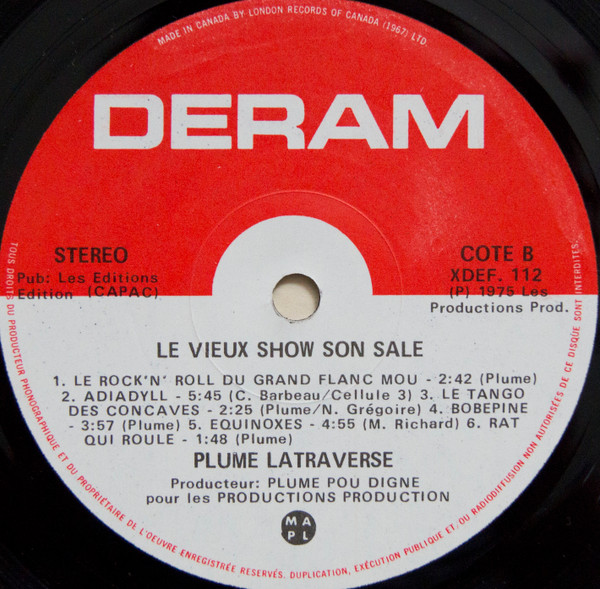 MADE IN CANADA BY LONDON RECORDS OF CANADA (1967) LTD.
DERAM
STEREO
Pub: Les Editions
Edition (CAPAC)
COTE B
XDEF. 112
(P) 1975 Les
Productions Prod.
LE VIEUX SHOW SON SALE
1. LE ROCK'N' ROLL DU GRAND FLANC MOU - 2:42 (Plume)
2. ADIADYLL - 5:45 (C. Barbeau/Cellule 3) 3. LE TANGO
DES CONCAVES - 2:25 (Plume/N. Grégoire) 4. BOBEPINE
- 3:57 (Plume) 5. EQUINOXES - 4:55 (M. Richard) 6. RAT
QUI ROULE - 1:48 (Plume)
PLUME LATRAVERSE
Producteur: PLUME POU DIGNE
pour les PRODUCTIONS PRODUCTION
M A
P L
TOUS DROITS DU PRODUCTEUR PHONOGRAPHIQUE ET DU PROPRIÉTAIRE DE L'OEUVRE ENREGISTRÉE RESERVÉS. DUPLICATION, EXÉCUTION PUBLIQUE ET. OU RADIODIFFUSION NON AUTORISÉES DE CE DISQUE SONT INTERDITES.